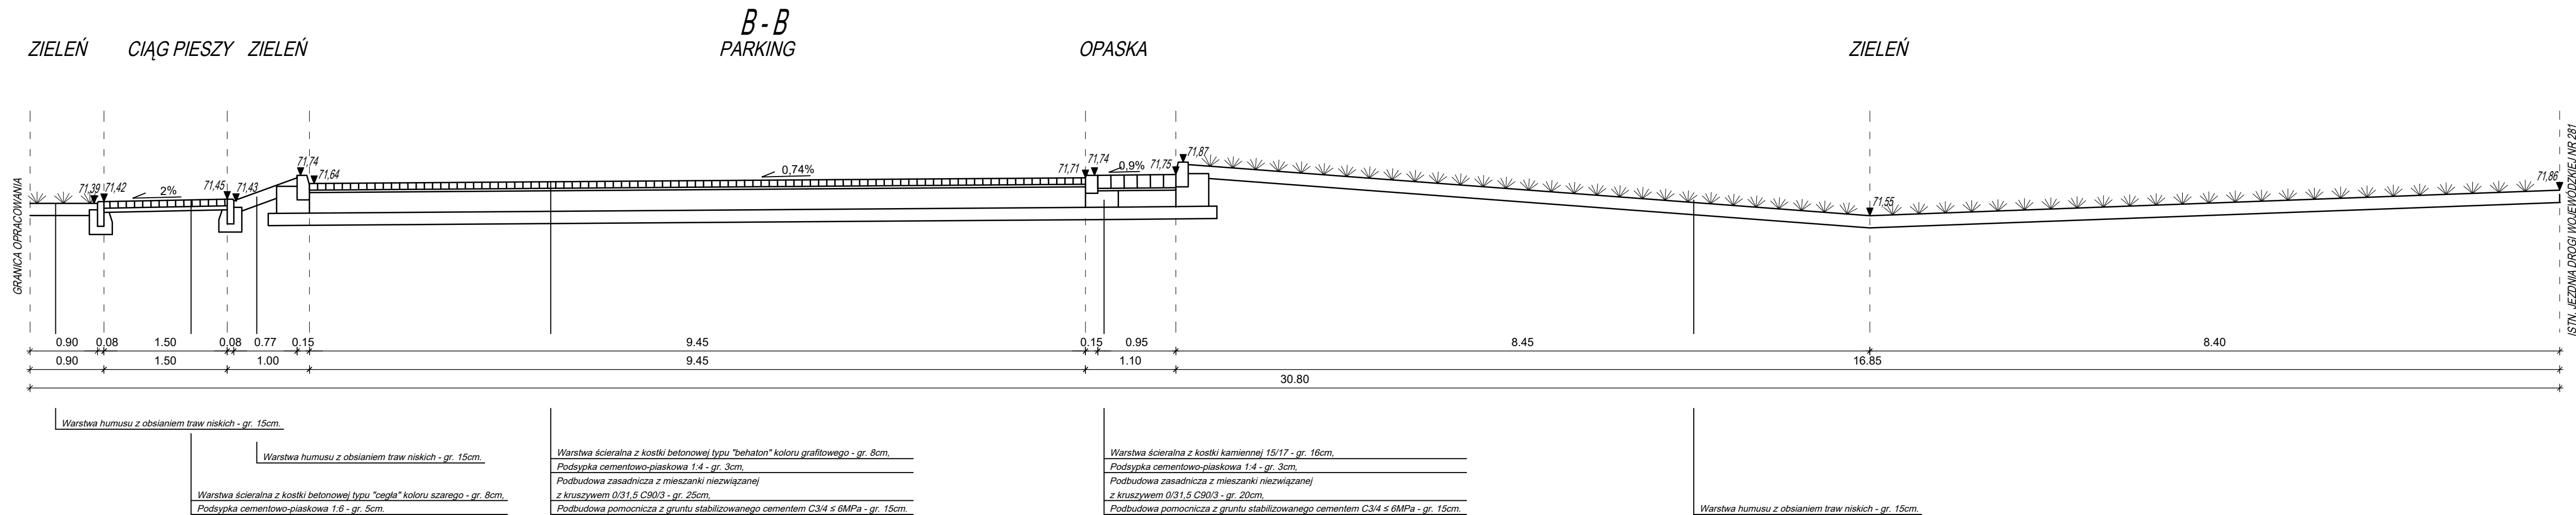 B - B
ZIELEŃ
CIĄG PIESZY
ZIELEŃ
PARKING
OPASKA
ZIELEŃ
GRANICA OPRACOWANIA
71,39
71,42
2%
71,45
71,43
71,74
71,64
0,74%
71,71
71,74
0,9%
71,75
71,87
71,55
71,86
ISTN. JEZDNIA DROGI WOJEWÓDZKIEJ NR 281
0.90
0.08
1.50
0.08
0.77
0.15
9.45
0.15
0.95
8.45
8.40
0.90
1.50
1.00
9.45
1.10
16.85
30.80
Warstwa humusu z obsianiem traw niskich - gr. 15cm.
Warstwa humusu z obsianiem traw niskich - gr. 15cm.
Warstwa ścieralna z kostki betonowej typu "cegła" koloru szarego - gr. 8cm,
Podsypka cementowo-piaskowa 1:6 - gr. 5cm.
Warstwa ścieralna z kostki betonowej typu "behaton" koloru grafitowego - gr. 8cm,
Podsypka cementowo-piaskowa 1:4 - gr. 3cm,
Podbudowa zasadnicza z mieszanki niezwiązanej
z kruszywem 0/31,5 C90/3 - gr. 25cm,
Podbudowa pomocnicza z gruntu stabilizowanego cementem C3/4 ≤ 6MPa - gr. 15cm.
Warstwa ścieralna z kostki kamiennej 15/17 - gr. 16cm,
Podsypka cementowo-piaskowa 1:4 - gr. 3cm,
Podbudowa zasadnicza z mieszanki niezwiązanej
z kruszywem 0/31,5 C90/3 - gr. 20cm,
Podbudowa pomocnicza z gruntu stabilizowanego cementem C3/4 ≤ 6MPa - gr. 15cm.
Warstwa humusu z obsianiem traw niskich - gr. 15cm.